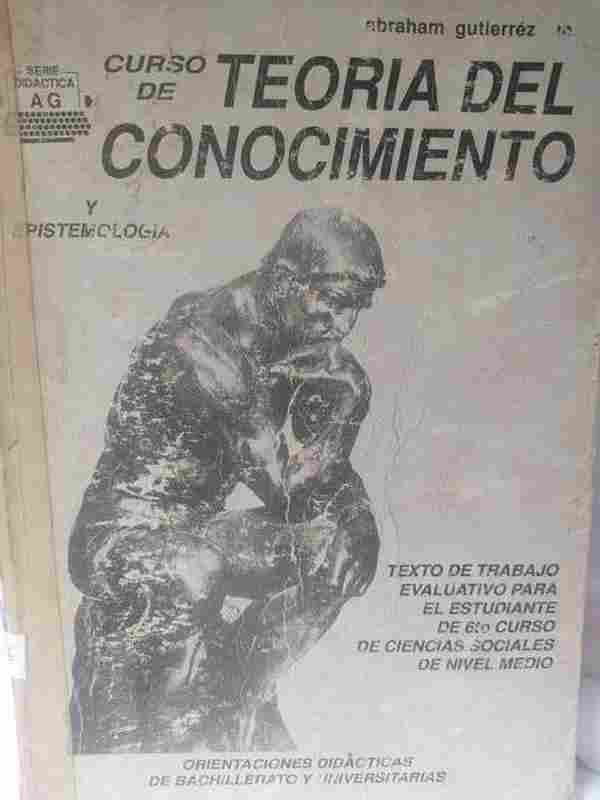 abraham gutierréz
SERIE
DIDACTICA
AG
CURSO
DE
TEORIA DEL
CONOCIMIENTO
Y
EPISTEMOLOGIA
TEXTO DE TRABAJO
EVALUATIVO PARA
EL ESTUDIANTE
DE 6to CURSO
DE CIENCIAS SOCIALES
DE NIVEL MEDIO
ORIENTACIONES DIDÁCTICAS
DE BACHILLERATO Y UNIVERSITARIAS